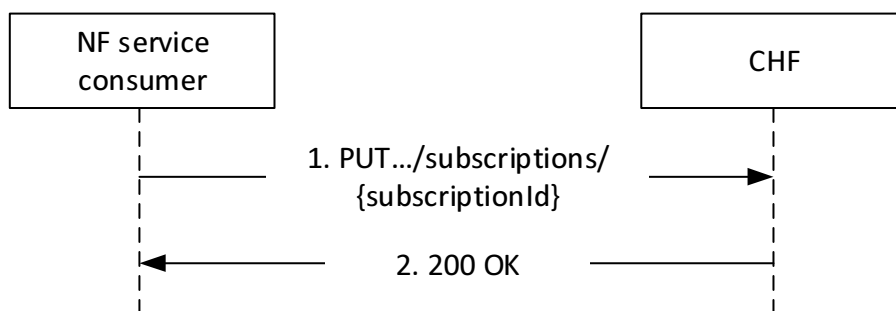 NF service
consumer
CHF
1. PUT…/subscriptions/
{subscriptionId}
2. 200 OK